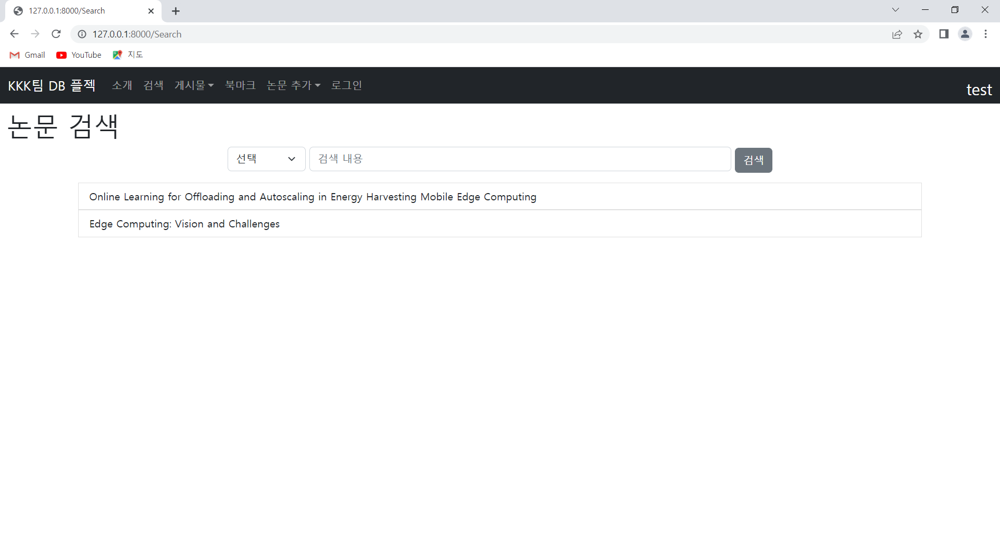 127.0.0.1:8000/Search
127.0.0.1:8000/Search
Gmail YouTube 지도
KKK팀 DB 플젝 소개 검색 게시물 북마크 논문 추가 로그인 test
논문 검색
선택 검색 내용 검색
Online Learning for Offloading and Autoscaling in Energy Harvesting Mobile Edge Computing
Edge Computing: Vision and Challenges